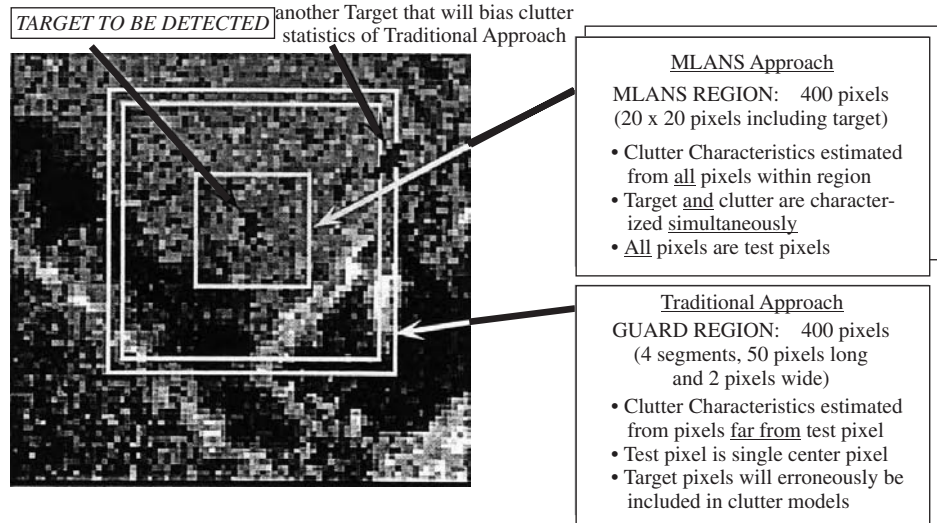 TARGET TO BE DETECTED
another Target that will bias clutter
statistics of Traditional Approach
MLANS Approach
MLANS REGION: 400 pixels
(20 x 20 pixels including target)
• Clutter Characteristics estimated
from all pixels within region
• Target and clutter are character-
ized simultaneously
• All pixels are test pixels
Traditional Approach
GUARD REGION: 400 pixels
(4 segments, 50 pixels long
and 2 pixels wide)
• Clutter Characteristics estimated
from pixels far from test pixel
• Test pixel is single center pixel
• Target pixels will erroneously be
included in clutter models